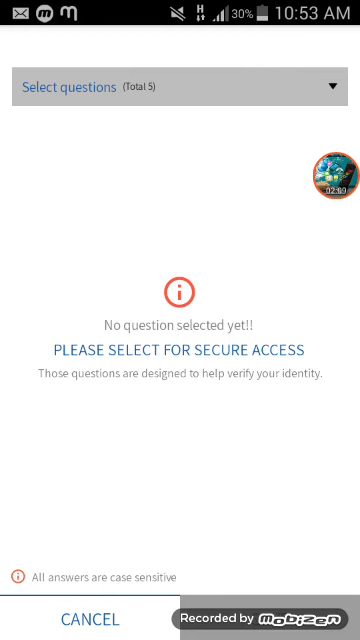 H 30% 10:53 AM
Select questions (Total 5)
02:09
No question selected yet!!
PLEASE SELECT FOR SECURE ACCESS
Those questions are designed to help verify your identity.
All answers are case sensitive
CANCEL
Recorded by Mobizen